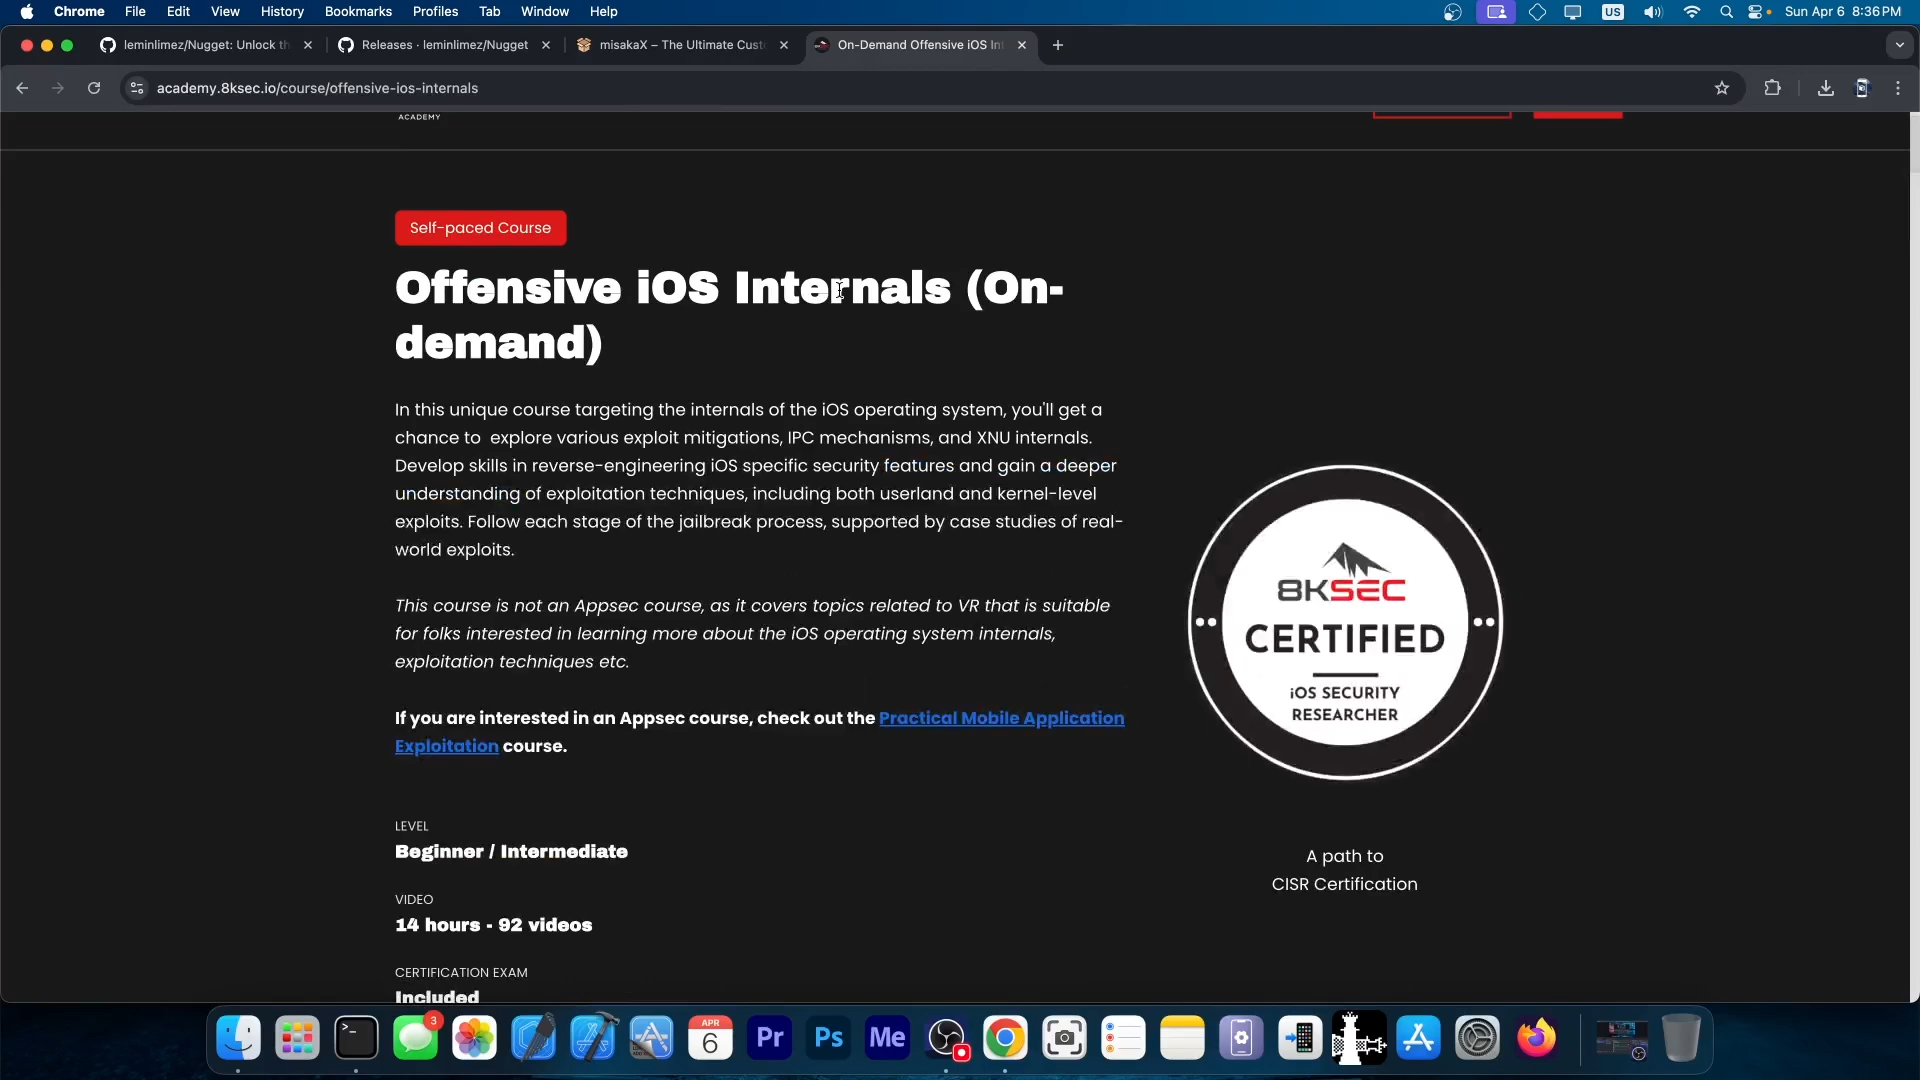 Chrome File Edit View History Bookmarks Profiles Tab Window Help US Sun Apr 6 8:36 PM
leminlimez/Nugget: Unlock th Releases · leminlimez/Nugget misakaX – The Ultimate Custo On-Demand Offensive iOS Int
academy.8ksec.io/course/offensive-ios-internals
ACADEMY
Self-paced Course
Offensive iOS Internals (On-
demand)
In this unique course targeting the internals of the iOS operating system, you'll get a
chance to explore various exploit mitigations, IPC mechanisms, and XNU internals.
Develop skills in reverse-engineering iOS specific security features and gain a deeper
understanding of exploitation techniques, including both userland and kernel-level
exploits. Follow each stage of the jailbreak process, supported by case studies of real-
world exploits.
This course is not an Appsec course, as it covers topics related to VR that is suitable
for folks interested in learning more about the iOS operating system internals,
exploitation techniques etc.
If you are interested in an Appsec course, check out the Practical Mobile Application
Exploitation course.
LEVEL
Beginner / Intermediate
VIDEO
14 hours - 92 videos
CERTIFICATION EXAM
Included
8KSEC
CERTIFIED
iOS SECURITY
RESEARCHER
A path to
CISR Certification
3
APR
6
Pr Ps Me